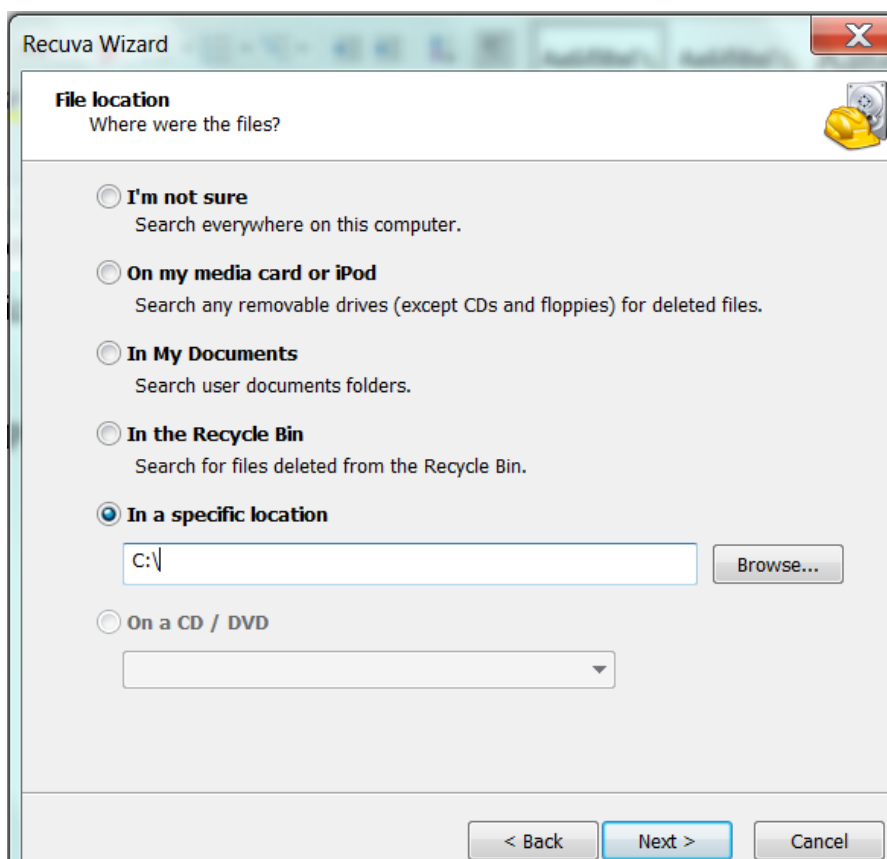 Recuva Wizard
File location
Where were the files?
I'm not sure
Search everywhere on this computer.
On my media card or iPod
Search any removable drives (except CDs and floppies) for deleted files.
In My Documents
Search user documents folders.
In the Recycle Bin
Search for files deleted from the Recycle Bin.
In a specific location
C:\
Browse...
On a CD / DVD
< Back
Next >
Cancel